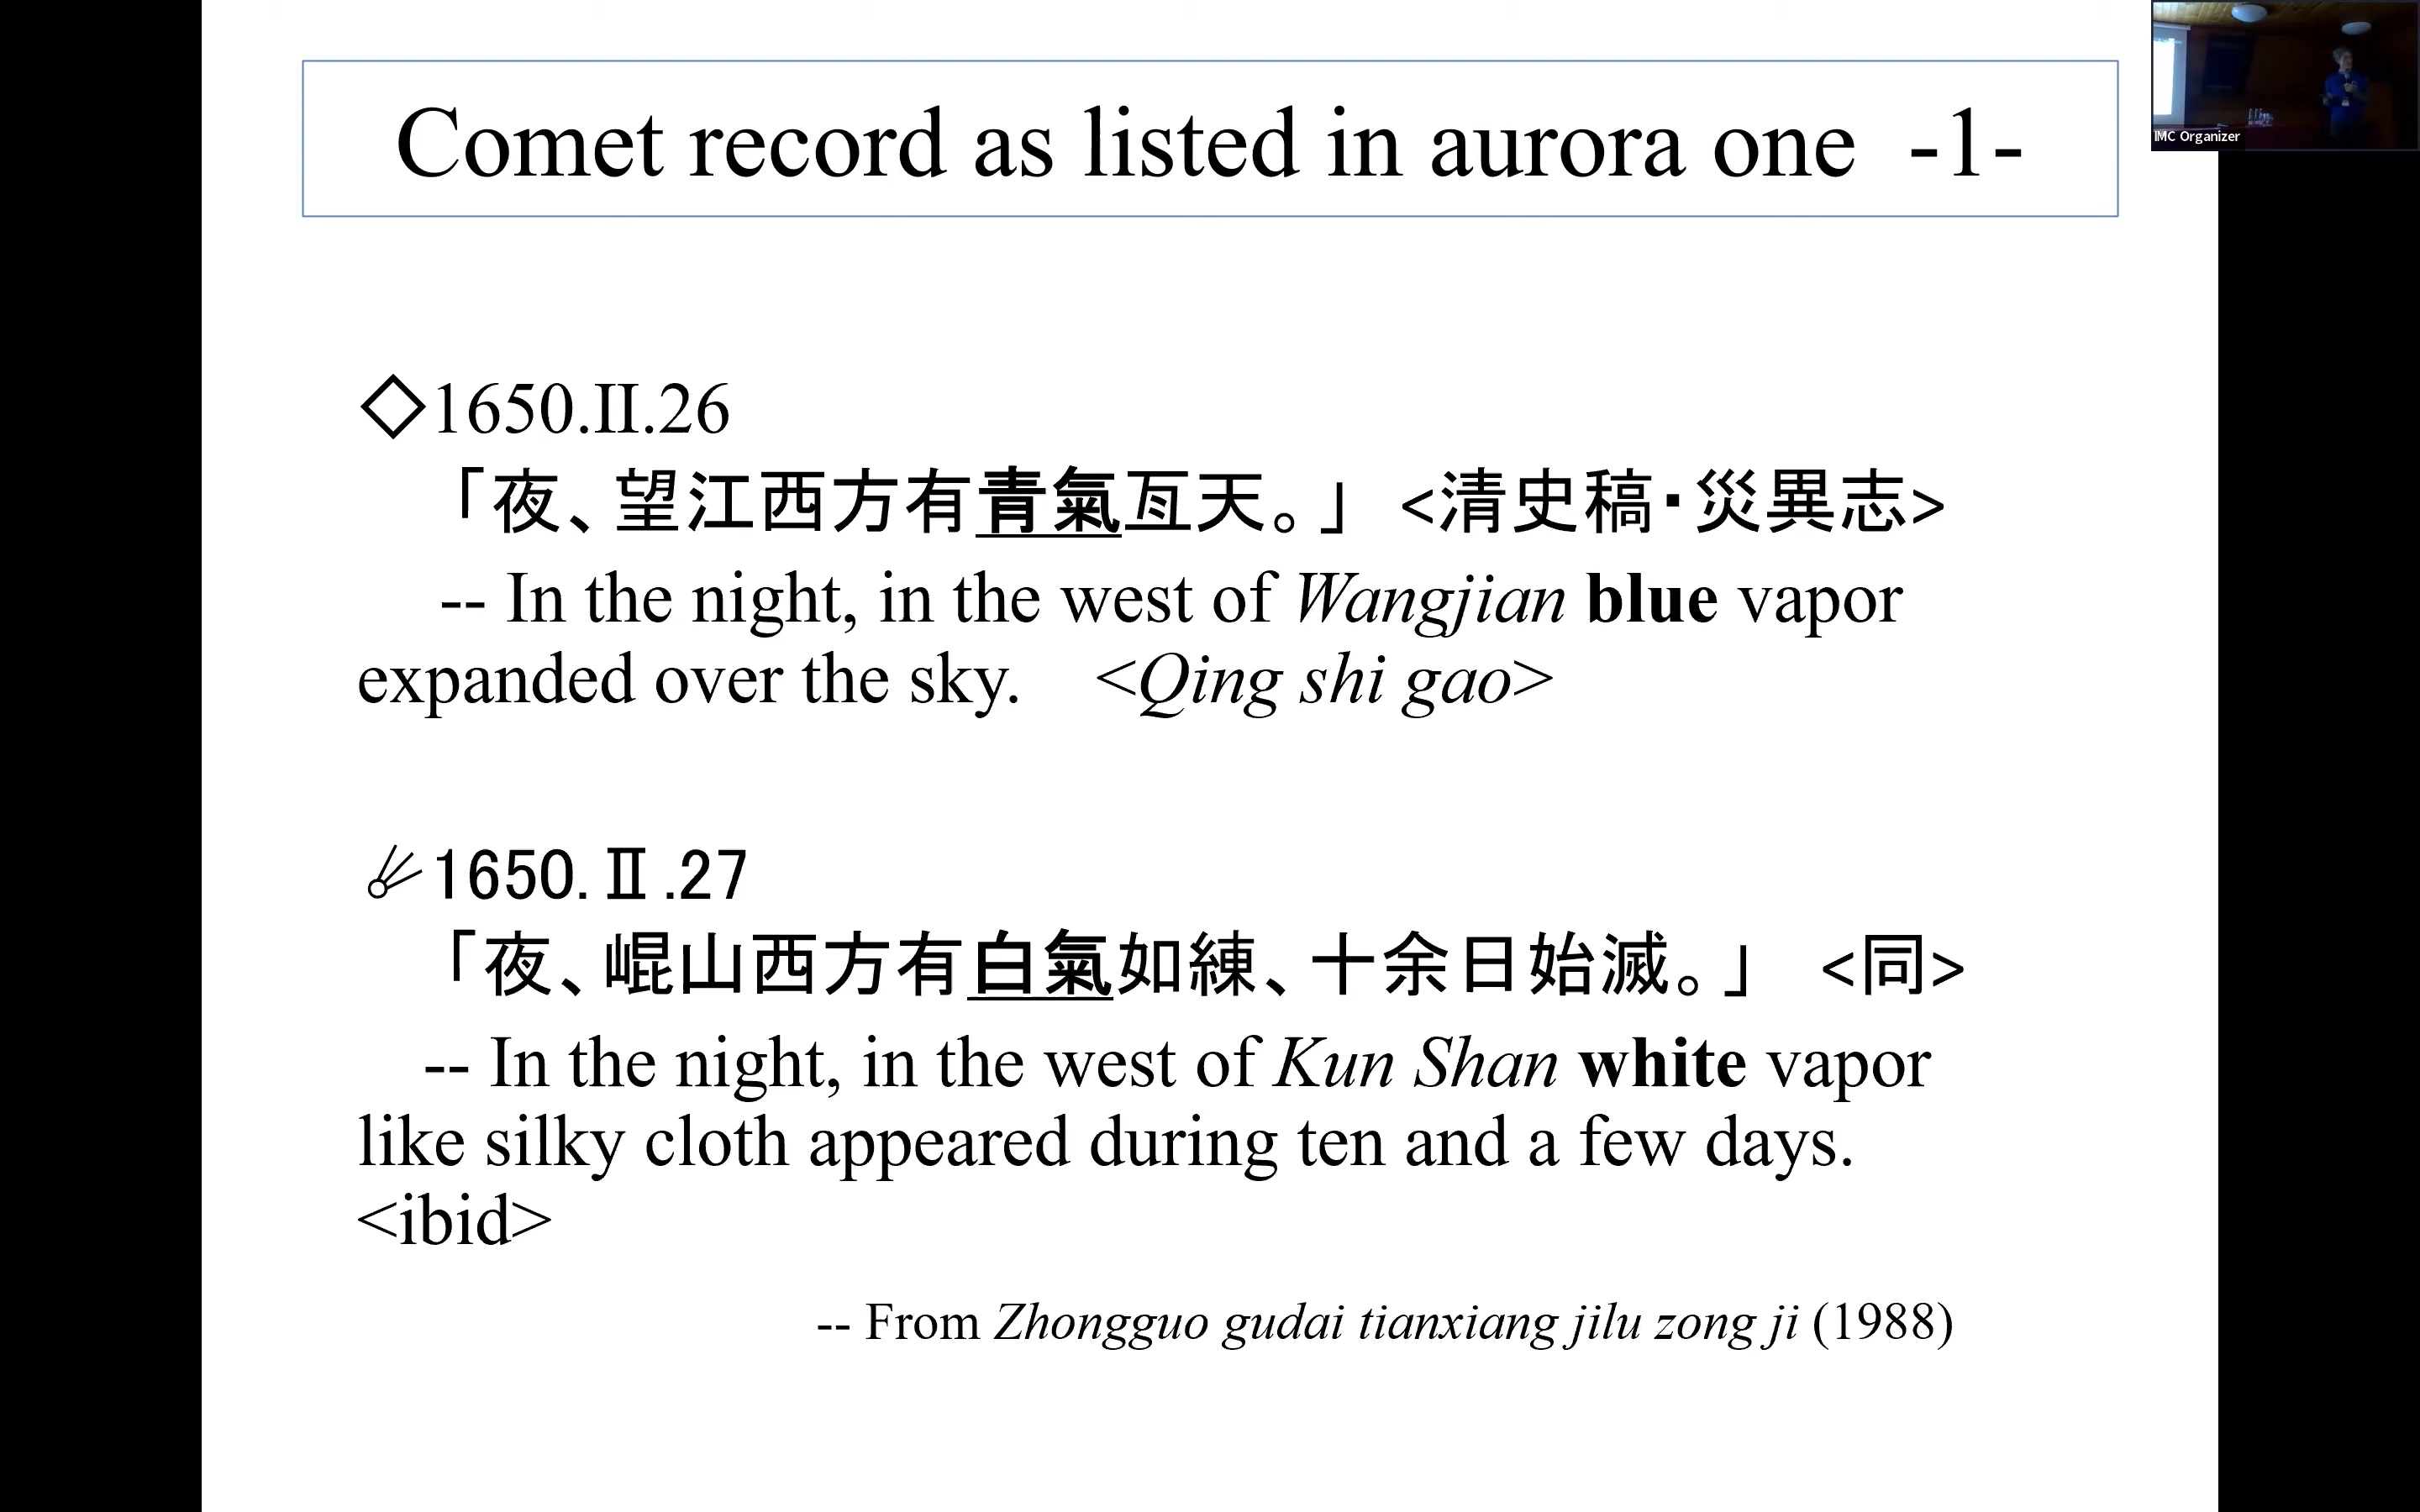 Comet record as listed in aurora one -1-
IMC Organizer
◇1650.II.26
「夜、望江西方有青氣亙天。」 <清史稿・災異志>
-- In the night, in the west of Wangjian blue vapor
expanded over the sky. <Qing shi gao>
1650.Ⅱ.27
「夜、崐山西方有白氣如練、十余日始滅。」 <同>
-- In the night, in the west of Kun Shan white vapor
like silky cloth appeared during ten and a few days.
<ibid>
-- From Zhongguo gudai tianxiang jilu zong ji (1988)